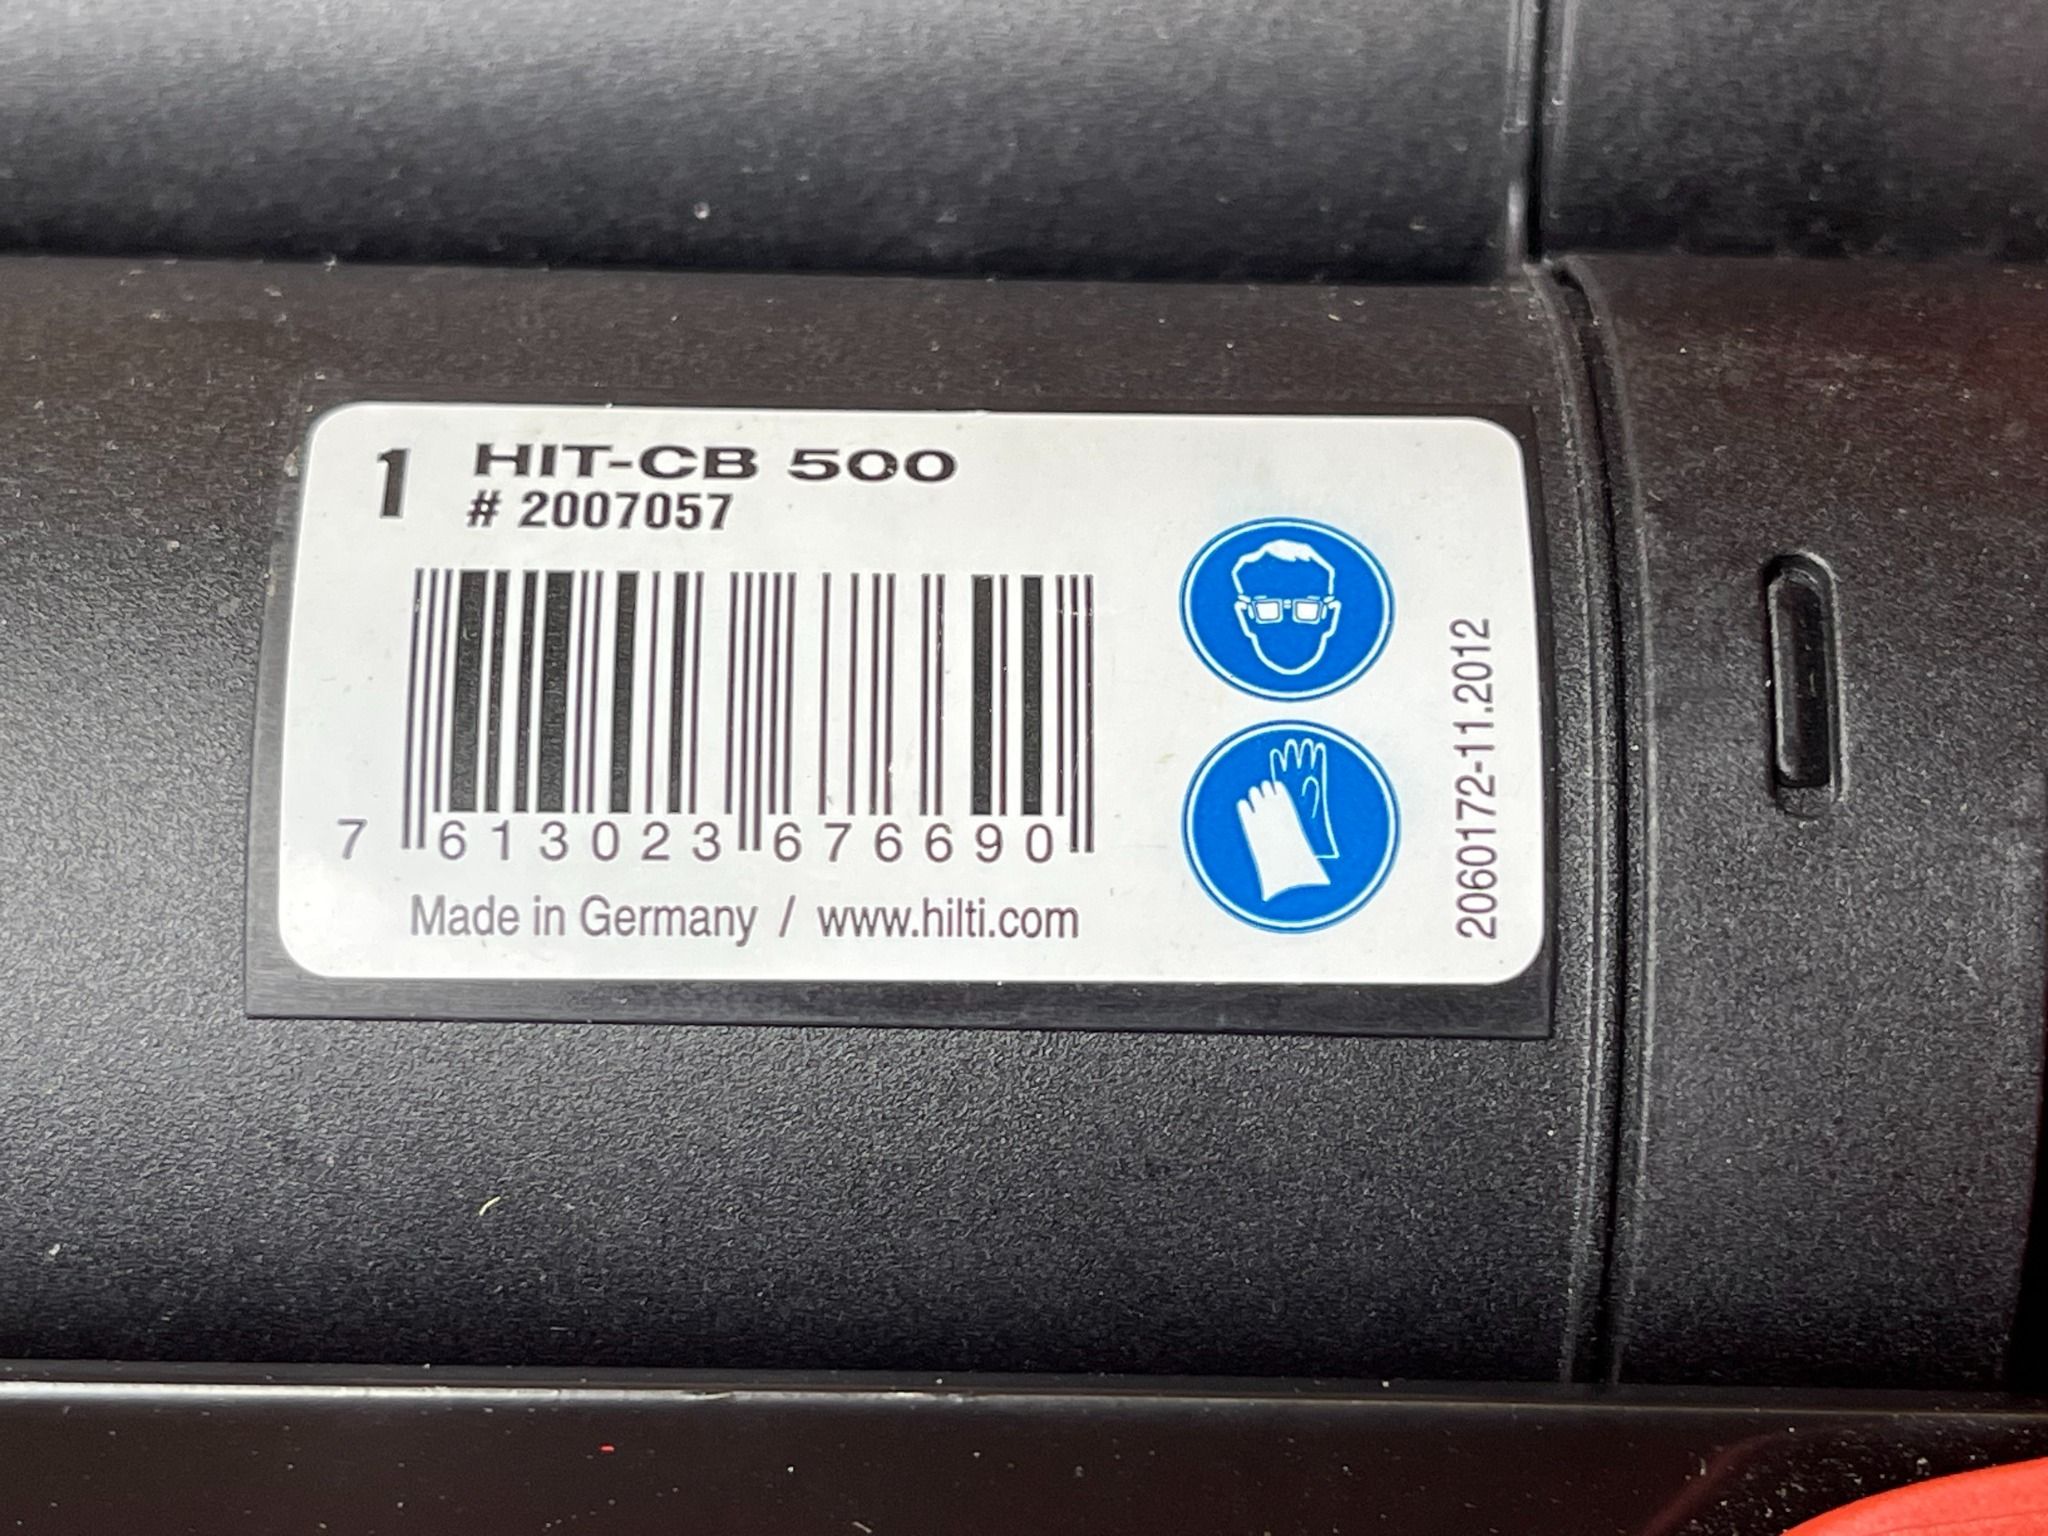 1 HIT-CB 500
# 2007057
7 613023 676690
Made in Germany / www.hilti.com
2060172-11.2012